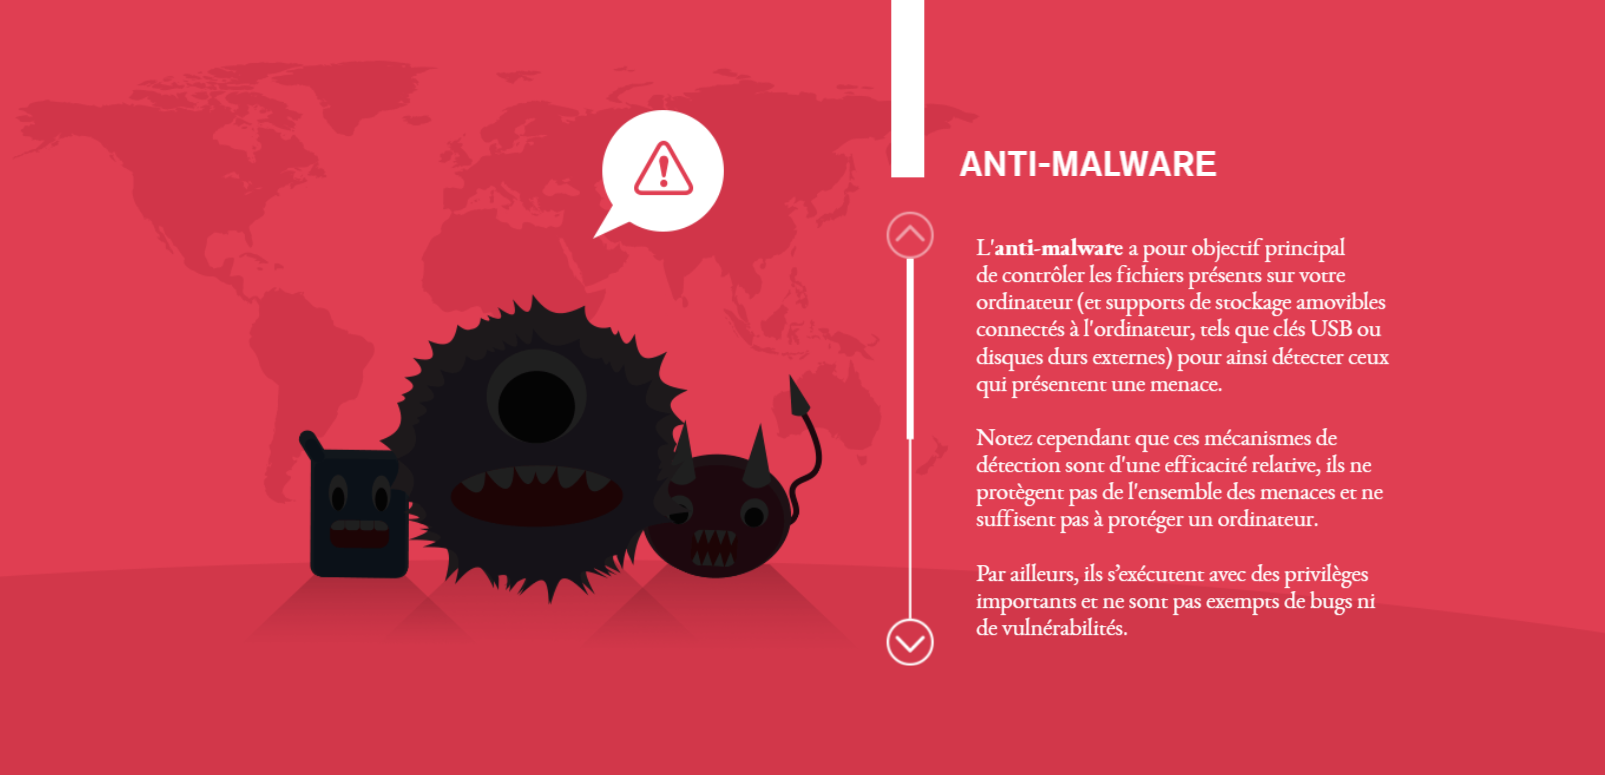 ANTI-MALWARE
L'anti-malware a pour objectif principal
de contrôler les fichiers présents sur votre
ordinateur (et supports de stockage amovibles
connectés à l'ordinateur, tels que clés USB ou
disques durs externes) pour ainsi détecter ceux
qui présentent une menace.
Notez cependant que ces mécanismes de
détection sont d'une efficacité relative, ils ne
protègent pas de l'ensemble des menaces et ne
suffisent pas à protéger un ordinateur.
Par ailleurs, ils s’exécutent avec des privilèges
importants et ne sont pas exempts de bugs ni
de vulnérabilités.